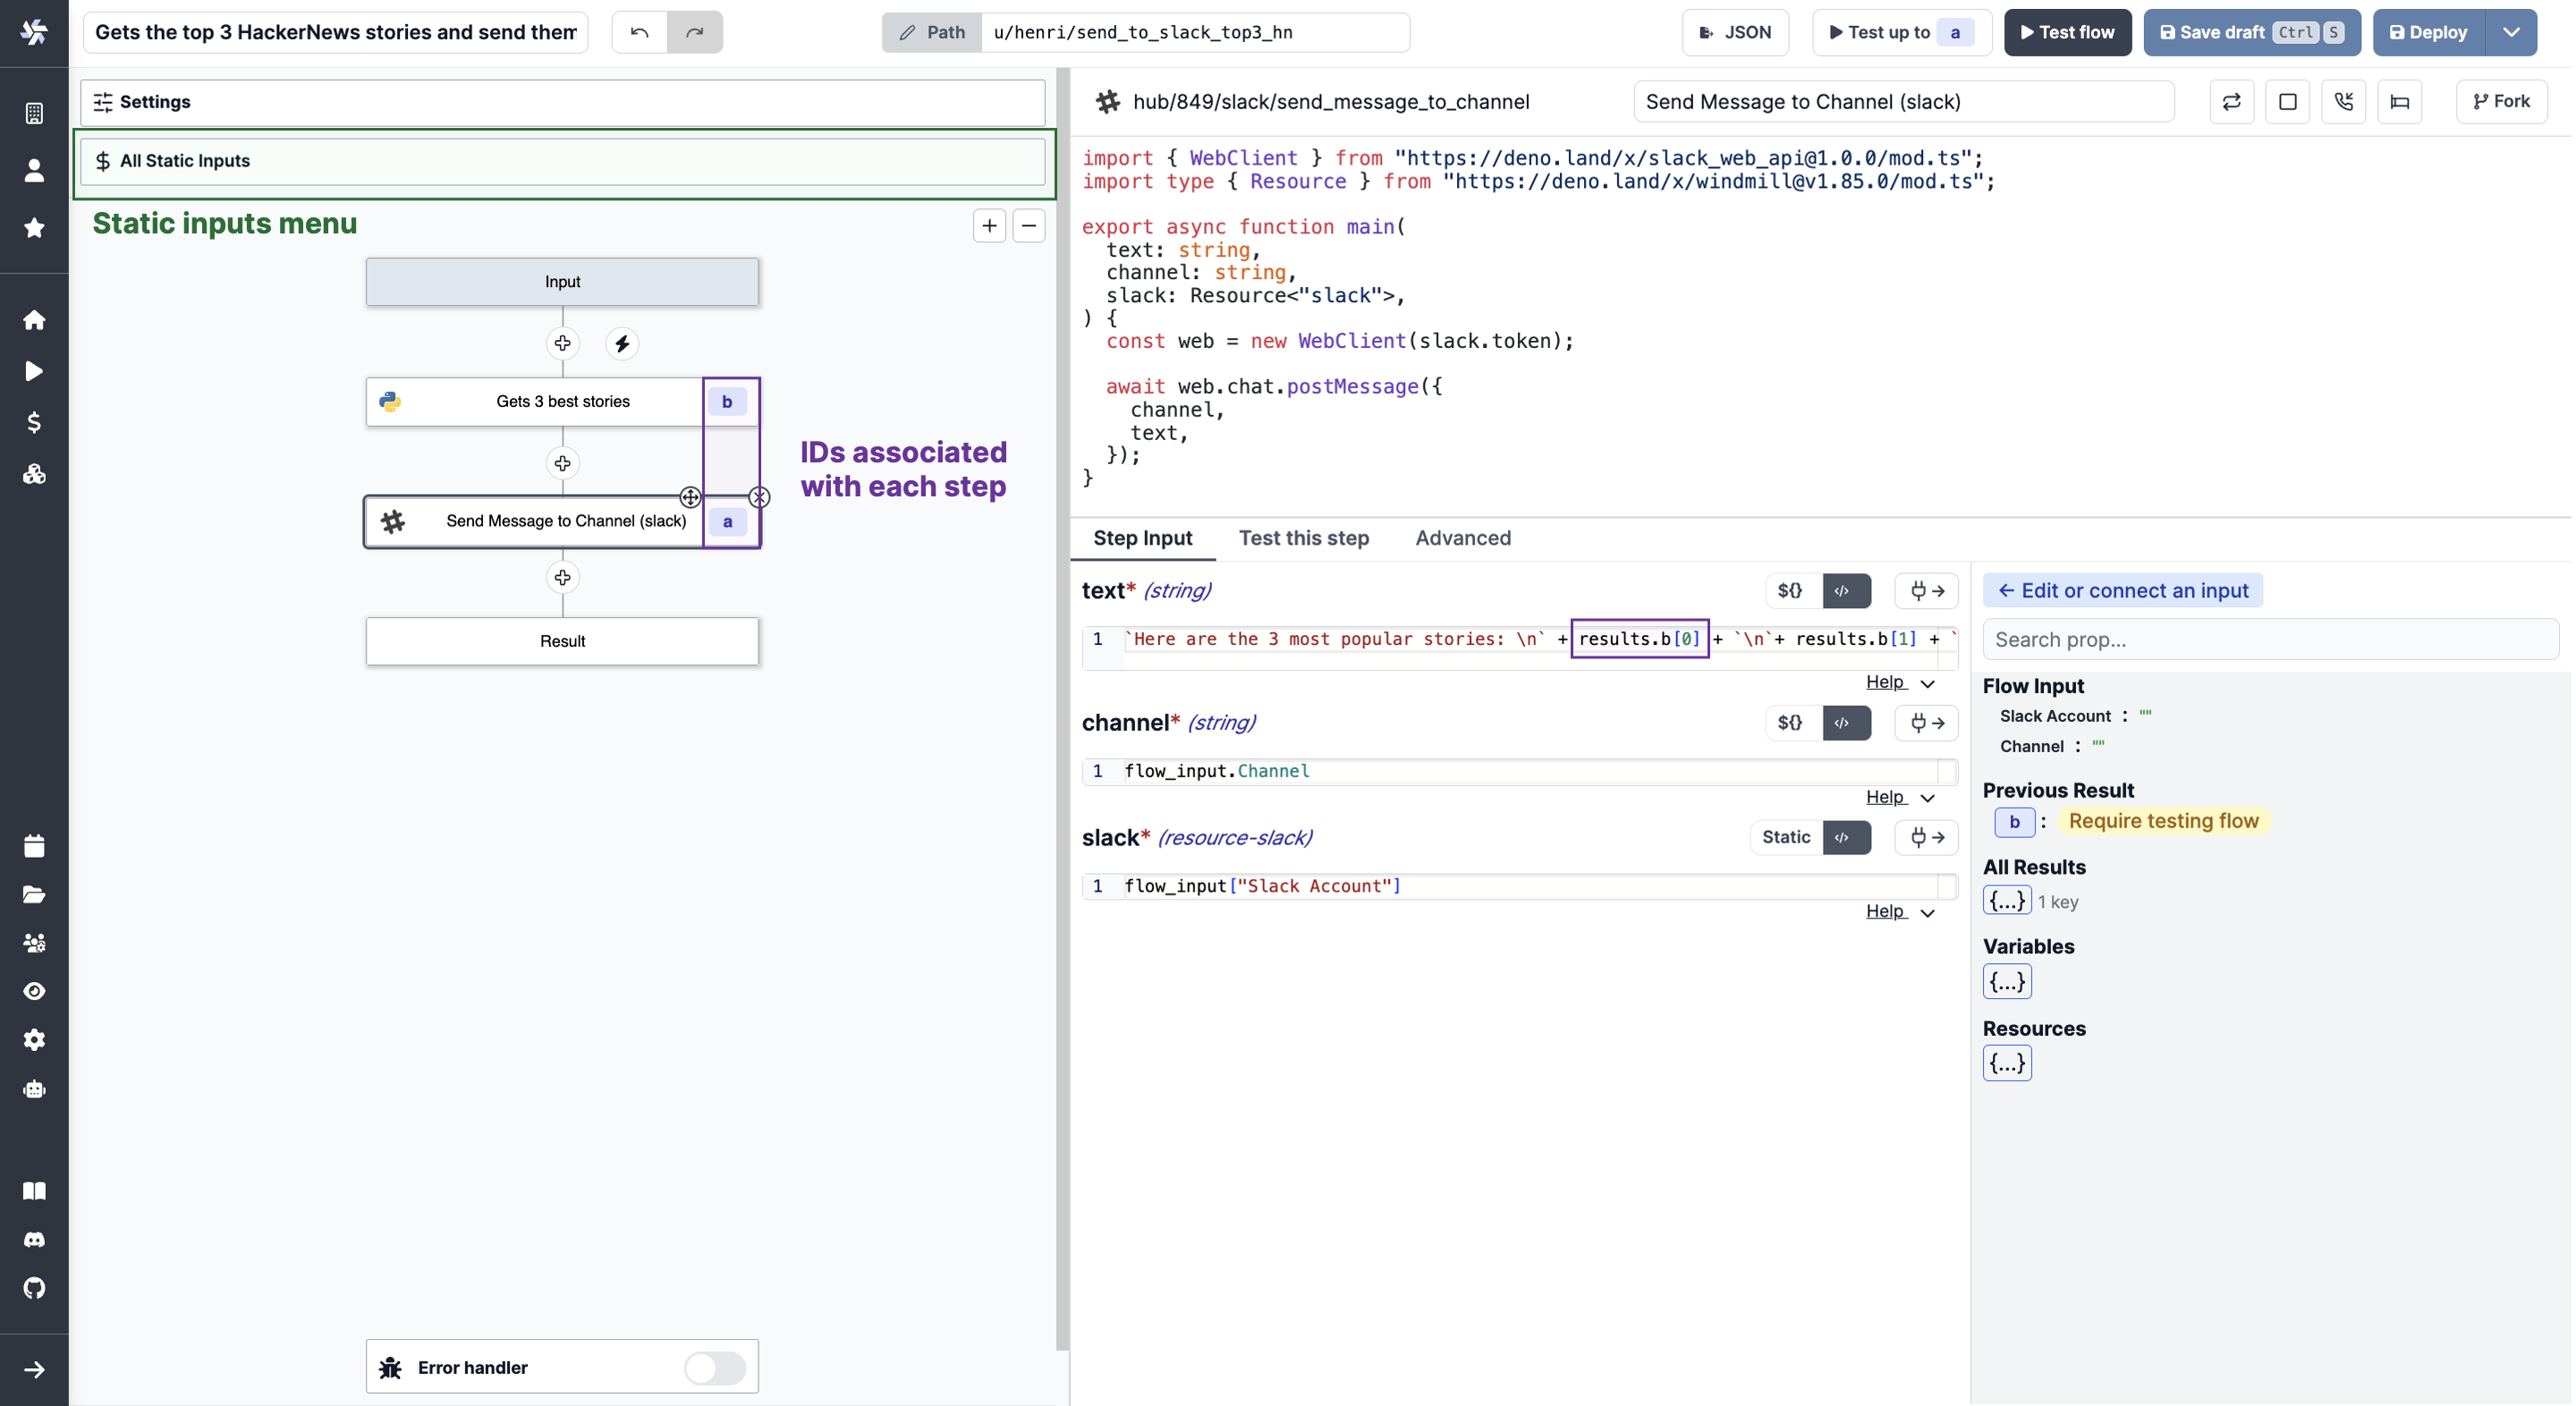 Gets the top 3 HackerNews stories and send them
Path
u/henri/send_to_slack_top3_hn
JSON
Test up to a
Test flow
Save draft Ctrl S
Deploy
Settings
All Static Inputs
Static inputs menu
Input
Gets 3 best stories
b
IDs associated
with each step
Send Message to Channel (slack)
a
Result
Error handler
hub/849/slack/send_message_to_channel
Send Message to Channel (slack)
Fork
import { WebClient } from "https://deno.land/x/slack_web_api@1.0.0/mod.ts";
import type { Resource } from "https://deno.land/x/windmill@v1.85.0/mod.ts";
export async function main(
text: string,
channel: string,
slack: Resource<"slack">,
) {
const web = new WebClient(slack.token);
await web.chat.postMessage({
channel,
text,
});
}
Step Input
Test this step
Advanced
text* (string)
${}
</>
1 `Here are the 3 most popular stories: \n` + results.b[0] + `\n`+ results.b[1] + `
Help
channel* (string)
${}
</>
1 flow_input.Channel
Help
slack* (resource-slack)
Static
</>
1 flow_input["Slack Account"]
Help
← Edit or connect an input
Search prop...
Flow Input
Slack Account : ""
Channel : ""
Previous Result
b : Require testing flow
All Results
{...} 1 key
Variables
{...}
Resources
{...}